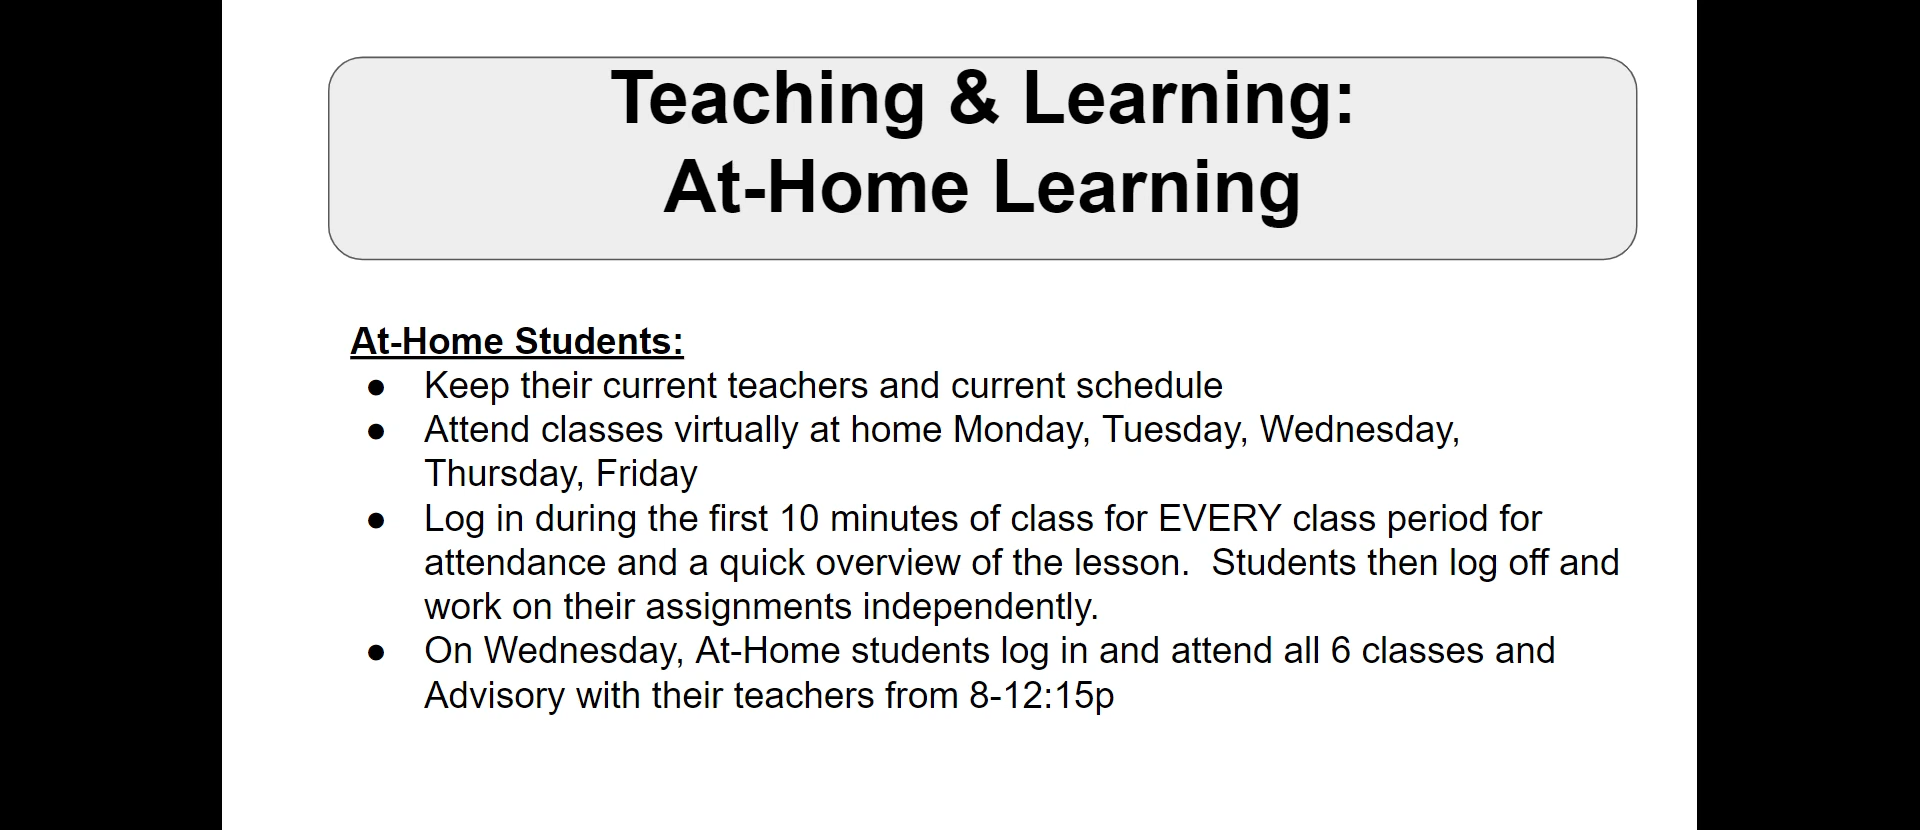 Teaching & Learning:
At-Home Learning
At-Home Students:
● Keep their current teachers and current schedule
● Attend classes virtually at home Monday, Tuesday, Wednesday,
Thursday, Friday
● Log in during the first 10 minutes of class for EVERY class period for
attendance and a quick overview of the lesson.  Students then log off and
work on their assignments independently.
● On Wednesday, At-Home students log in and attend all 6 classes and
Advisory with their teachers from 8-12:15p